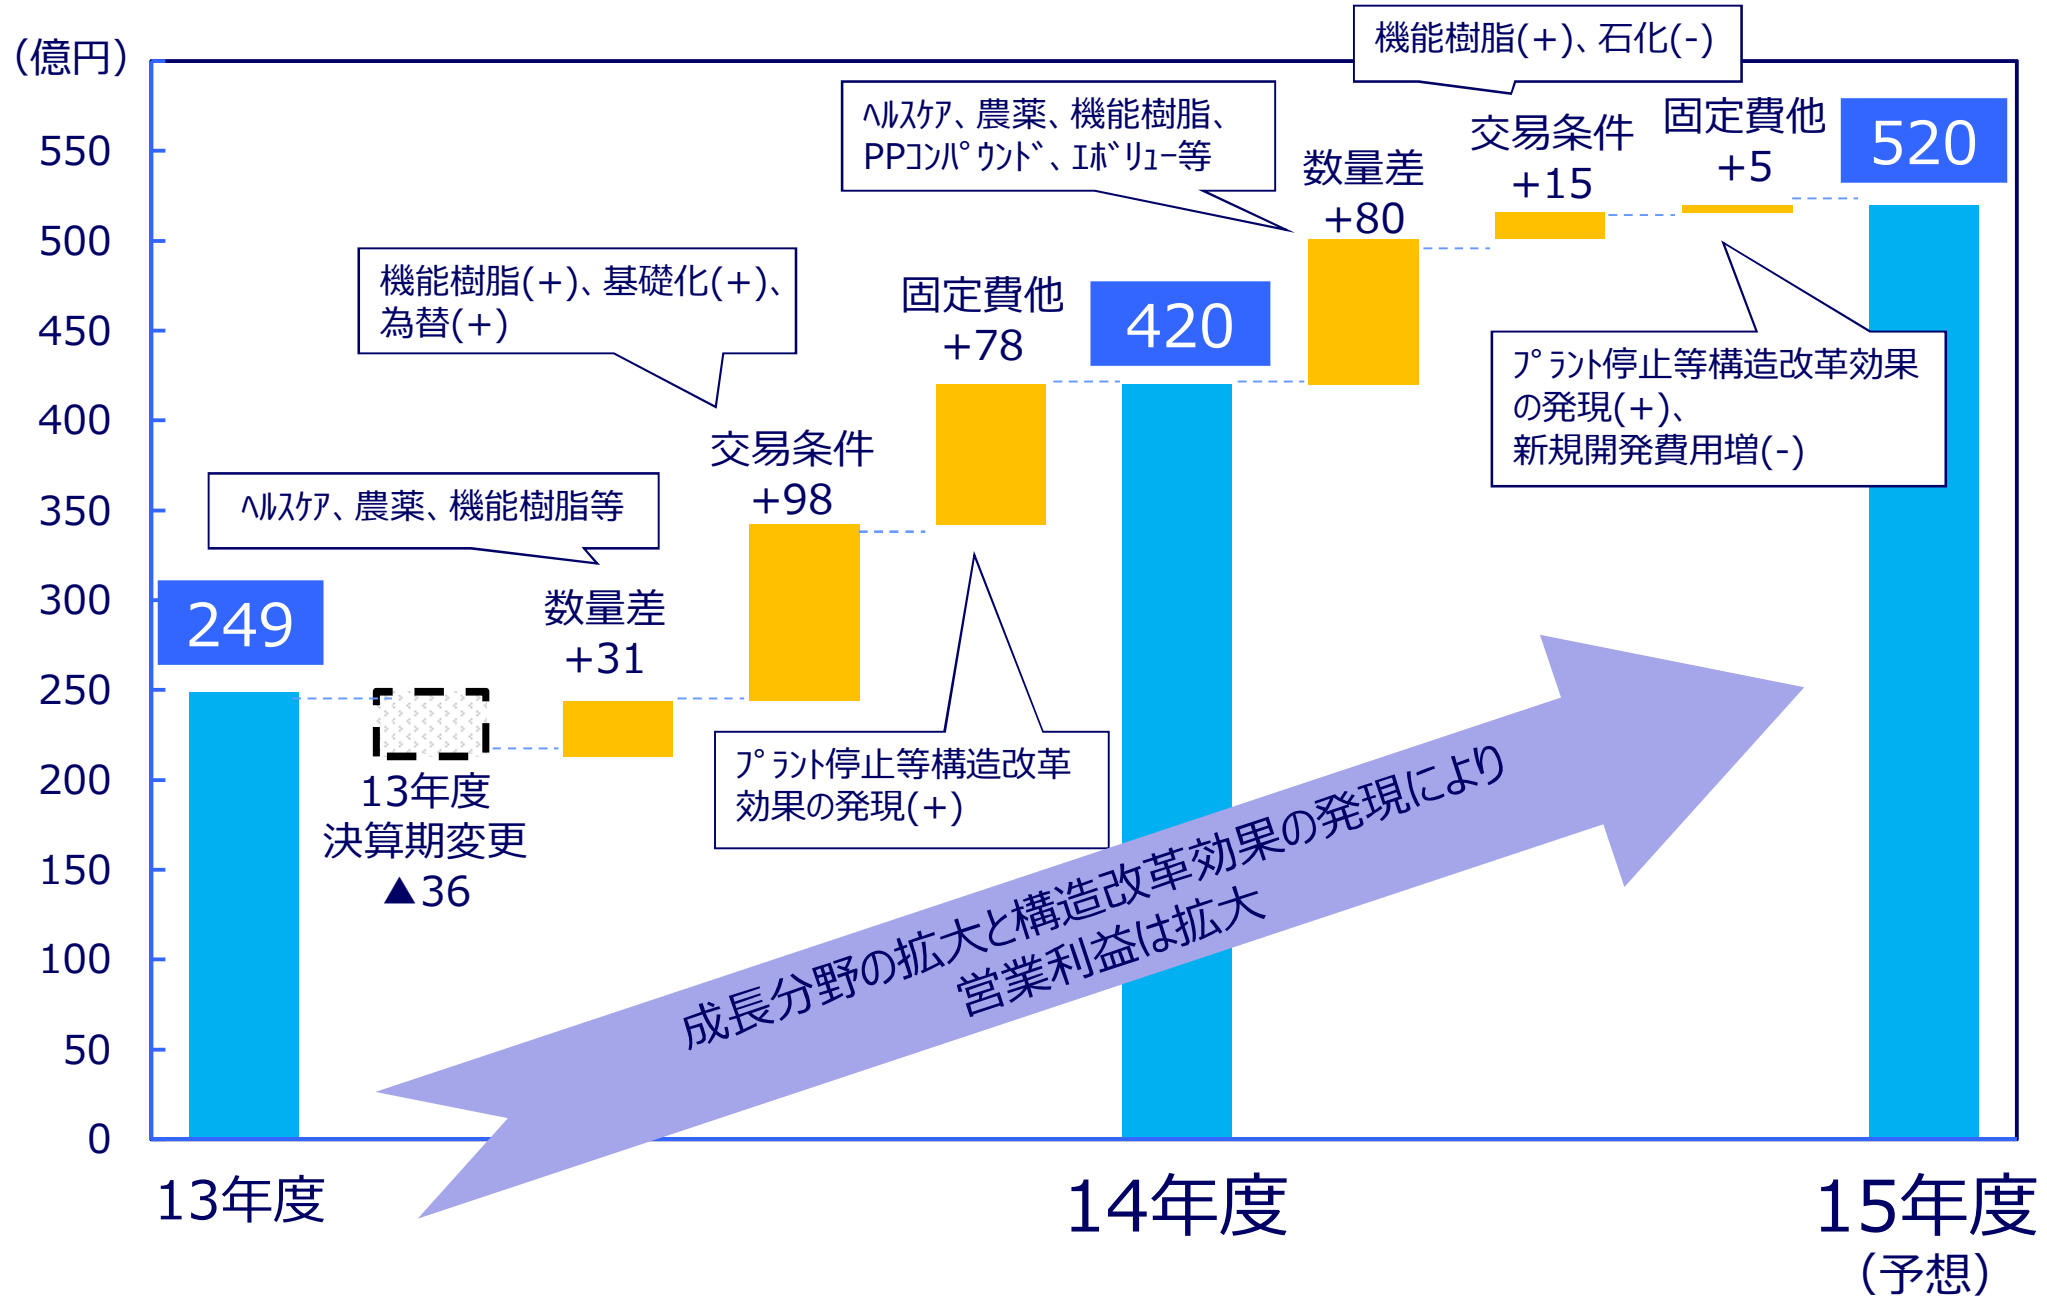 (億円)
550
500
450
400
350
300
250
200
150
100
50
0
249
13年度
決算期変更
▲36
ﾍﾙｽｹｱ、農薬、機能樹脂等
数量差
+31
機能樹脂(+)、基礎化(+)、
為替(+)
交易条件
+98
固定費他
+78
ﾌﾟﾗﾝﾄ停止等構造改革
効果の発現(+)
420
ﾍﾙｽｹｱ、農薬、機能樹脂、
PPｺﾝﾊﾟｳﾝﾄﾞ、ｴﾎﾞﾘｭｰ等
数量差
+80
機能樹脂(+)、石化(-)
交易条件
+15
固定費他
+5
ﾌﾟﾗﾝﾄ停止等構造改革効果
の発現(+)、
新規開発費用増(-)
520
成長分野の拡大と構造改革効果の発現により
営業利益は拡大
13年度
14年度
15年度
(予想)